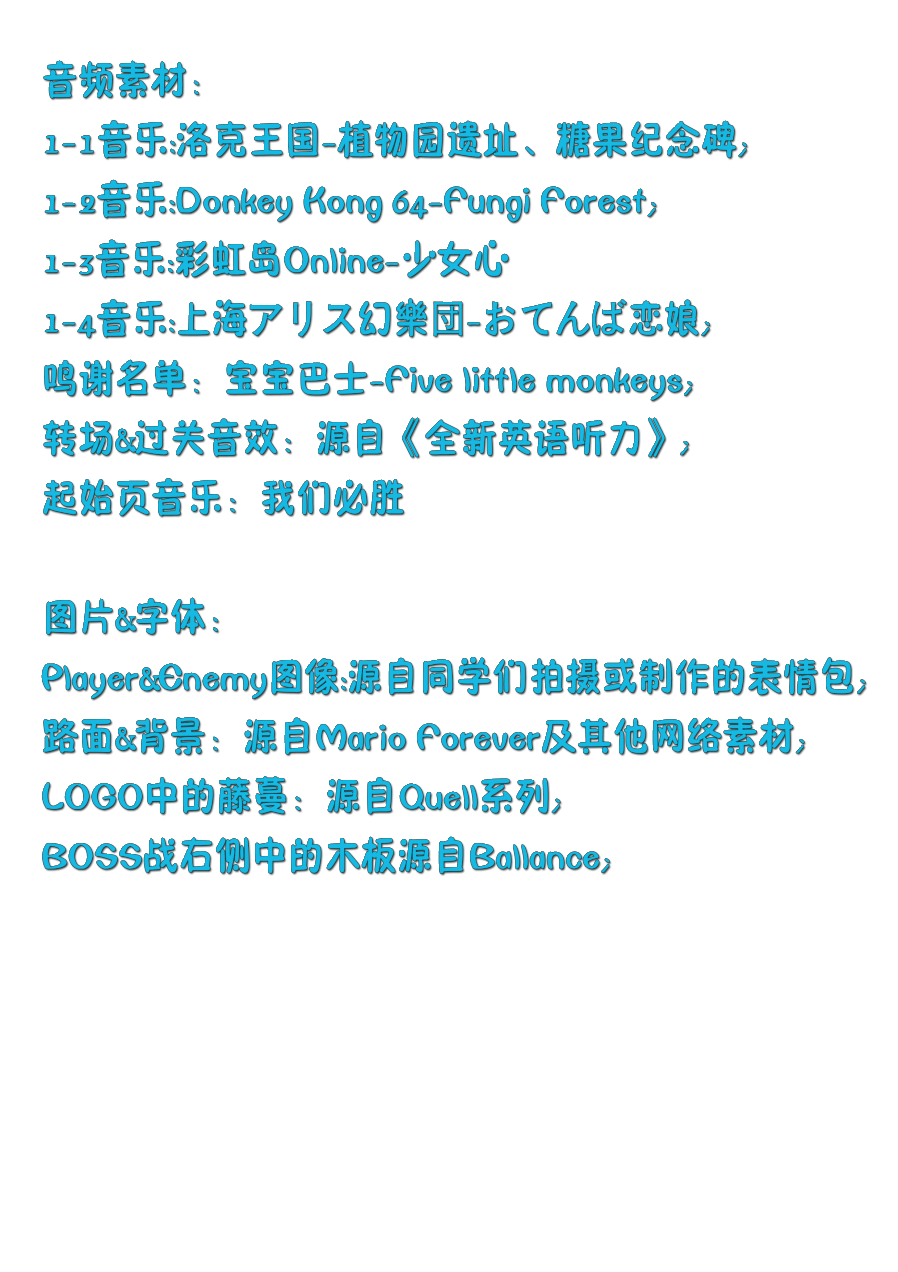 音频素材：
1-1音乐:洛克王国-植物园遗址、糖果纪念碑;
1-2音乐:Donkey Kong 64-Fungi Forest;
1-3音乐:彩虹岛Online-少女心
1-4音乐:上海アリス幻樂団-おてんば恋娘;
鸣谢名单：宝宝巴士-Five little monkeys;
转场&过关音效：源自《全新英语听力》;
起始页音乐：我们必胜
图片&字体：
Player&Enemy图像:源自同学们拍摄或制作的表情包;
路面&背景：源自Mario Forever及其他网络素材;
LOGO中的藤蔓：源自Quell系列;
BOSS战右侧中的木板源自Ballance;